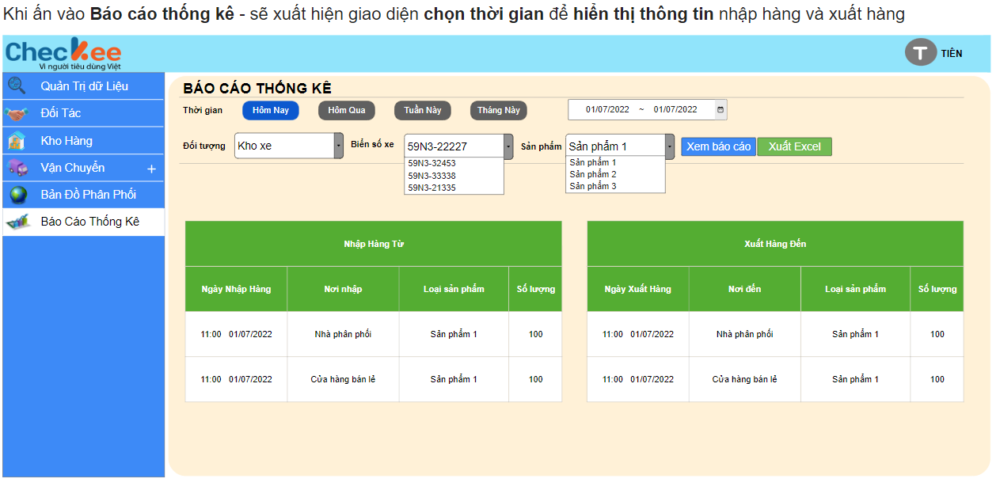 Khi ấn vào Báo cáo thống kê - sẽ xuất hiện giao diện chọn thời gian để hiển thị thông tin nhập hàng và xuất hàng
Checkee
Vì người tiêu dùng Việt
T TIÊN
Quản Trị dữ Liệu
Đối Tác
Kho Hàng
Vận Chuyển +
Bản Đồ Phân Phối
Báo Cáo Thống Kê
BÁO CÁO THỐNG KÊ
Thời gian Hôm Nay Hôm Qua Tuần Này Tháng Này 01/07/2022 ~ 01/07/2022
Đối tượng Kho xe Biển số xe 59N3-22227 Sản phẩm Sản phẩm 1 Xem báo cáo Xuất Excel
59N3-32453 Sản phẩm 1
59N3-33338 Sản phẩm 2
59N3-21335 Sản phẩm 3
Nhập Hàng Từ
Ngày Nhập Hàng Nơi nhập Loại sản phẩm Số lượng
11:00 01/07/2022 Nhà phân phối Sản phẩm 1 100
11:00 01/07/2022 Cửa hàng bán lẻ Sản phẩm 1 100
Xuất Hàng Đến
Ngày Xuất Hàng Nơi đến Loại sản phẩm Số lượng
11:00 01/07/2022 Nhà phân phối Sản phẩm 1 100
11:00 01/07/2022 Cửa hàng bán lẻ Sản phẩm 1 100